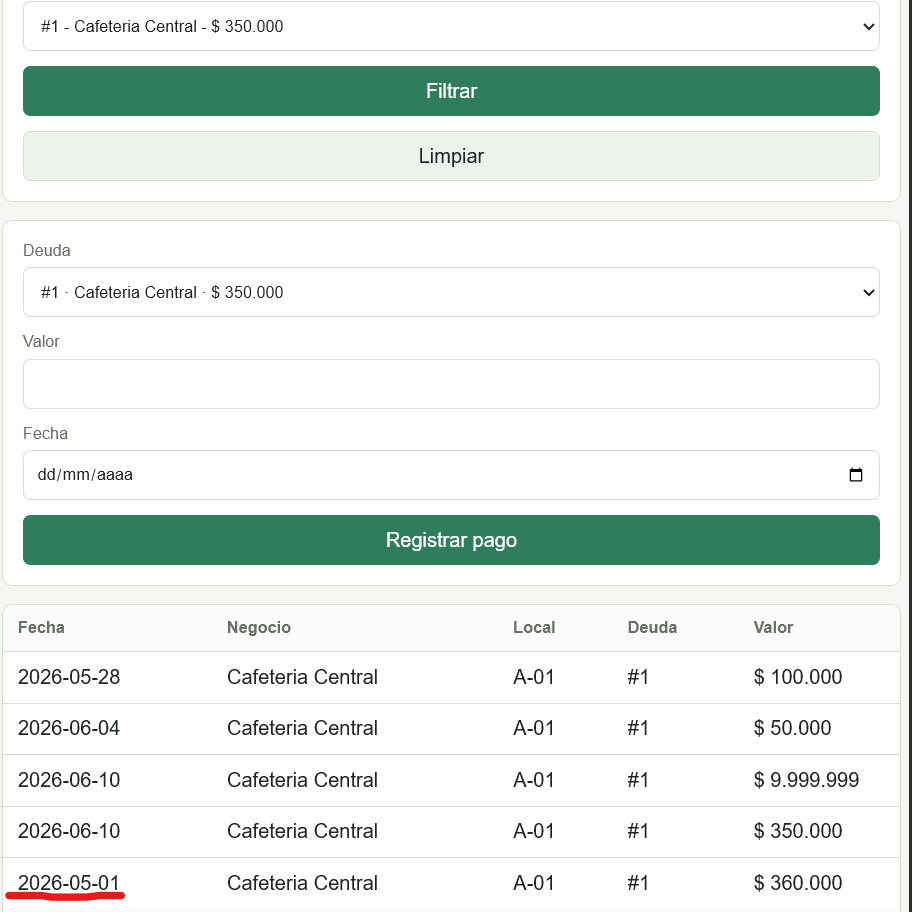 #1 - Cafeteria Central - $ 350.000
Filtrar
Limpiar
Deuda
#1 · Cafeteria Central · $ 350.000
Valor
Fecha
dd/mm/aaaa
Registrar pago
Fecha Negocio Local Deuda Valor
2026-05-28 Cafeteria Central A-01 #1 $ 100.000
2026-06-04 Cafeteria Central A-01 #1 $ 50.000
2026-06-10 Cafeteria Central A-01 #1 $ 9.999.999
2026-06-10 Cafeteria Central A-01 #1 $ 350.000
2026-05-01 Cafeteria Central A-01 #1 $ 360.000